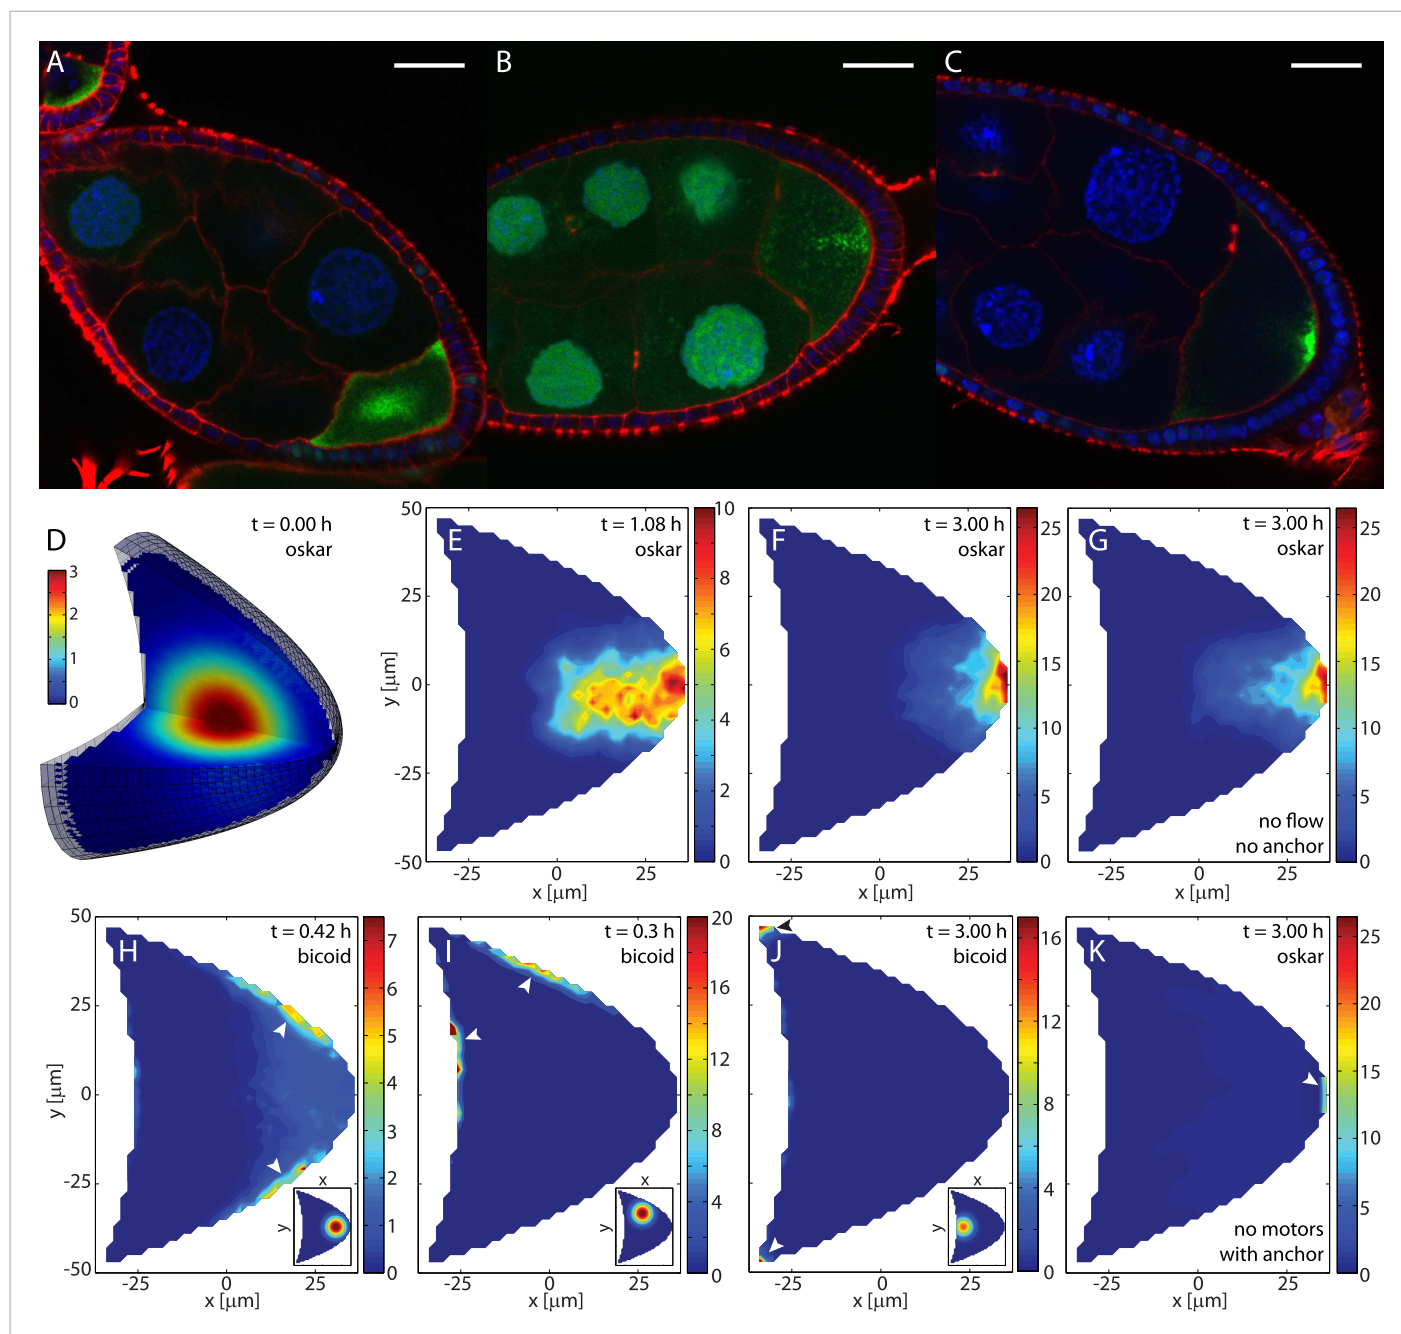 A
B
C
D
t = 0.00 h
oskar
3
2
1
0
E
t = 1.08 h
oskar
50
25
0
-25
-50
y [μm]
-25
0
25
x [μm]
10
8
6
4
2
0
F
t = 3.00 h
oskar
-25
0
25
x [μm]
25
20
15
10
5
0
G
t = 3.00 h
oskar
no flow
no anchor
-25
0
25
x [μm]
25
20
15
10
5
0
H
t = 0.42 h
bicoid
50
25
0
-25
-50
y [μm]
-25
0
25
x [μm]
x
y
7
6
5
4
3
2
1
0
I
t = 0.3 h
bicoid
-25
0
25
x [μm]
x
y
20
16
12
8
4
0
J
t = 3.00 h
bicoid
-25
0
25
x [μm]
x
y
16
12
8
4
0
K
t = 3.00 h
oskar
no motors
with anchor
-25
0
25
x [μm]
25
20
15
10
5
0